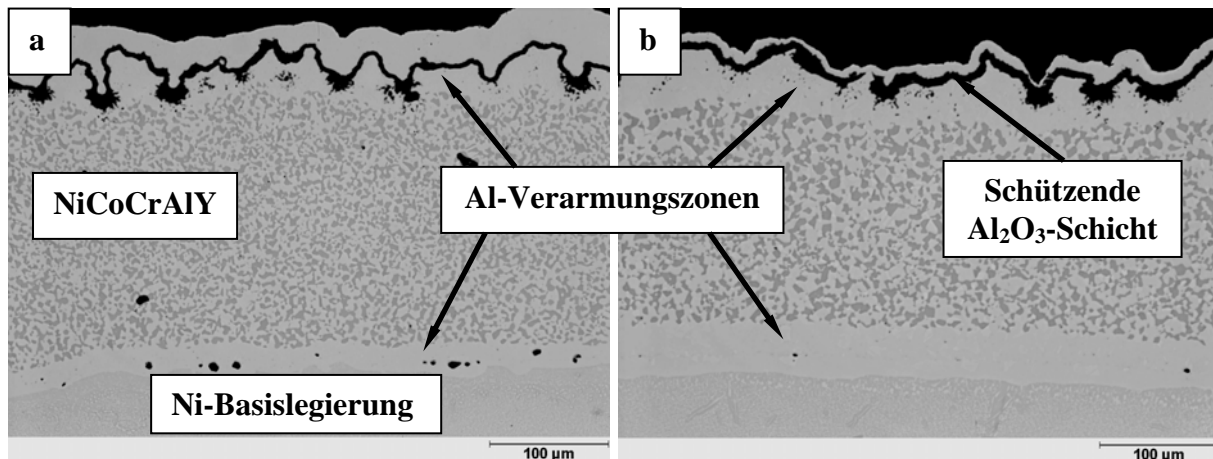 a
b
NiCoCrAlY
Al-Verarmungszonen
Schützende
Al₂O₃-Schicht
Ni-Basislegierung
100 µm
100 µm